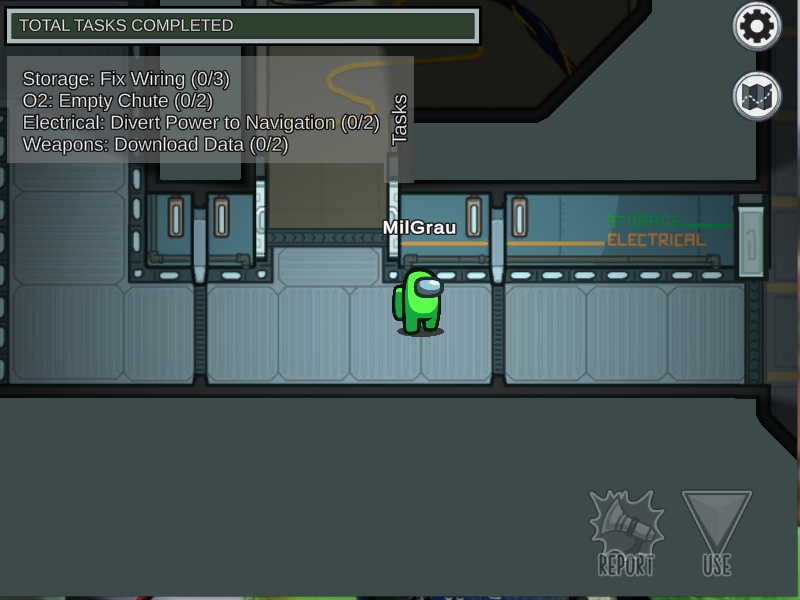 TOTAL TASKS COMPLETED
Storage: Fix Wiring (0/3)
O2: Empty Chute (0/2)
Electrical: Divert Power to Navigation (0/2)
Weapons: Download Data (0/2)
Tasks
MilGrau
STORAGE
ELECTRICAL
REPORT
USE